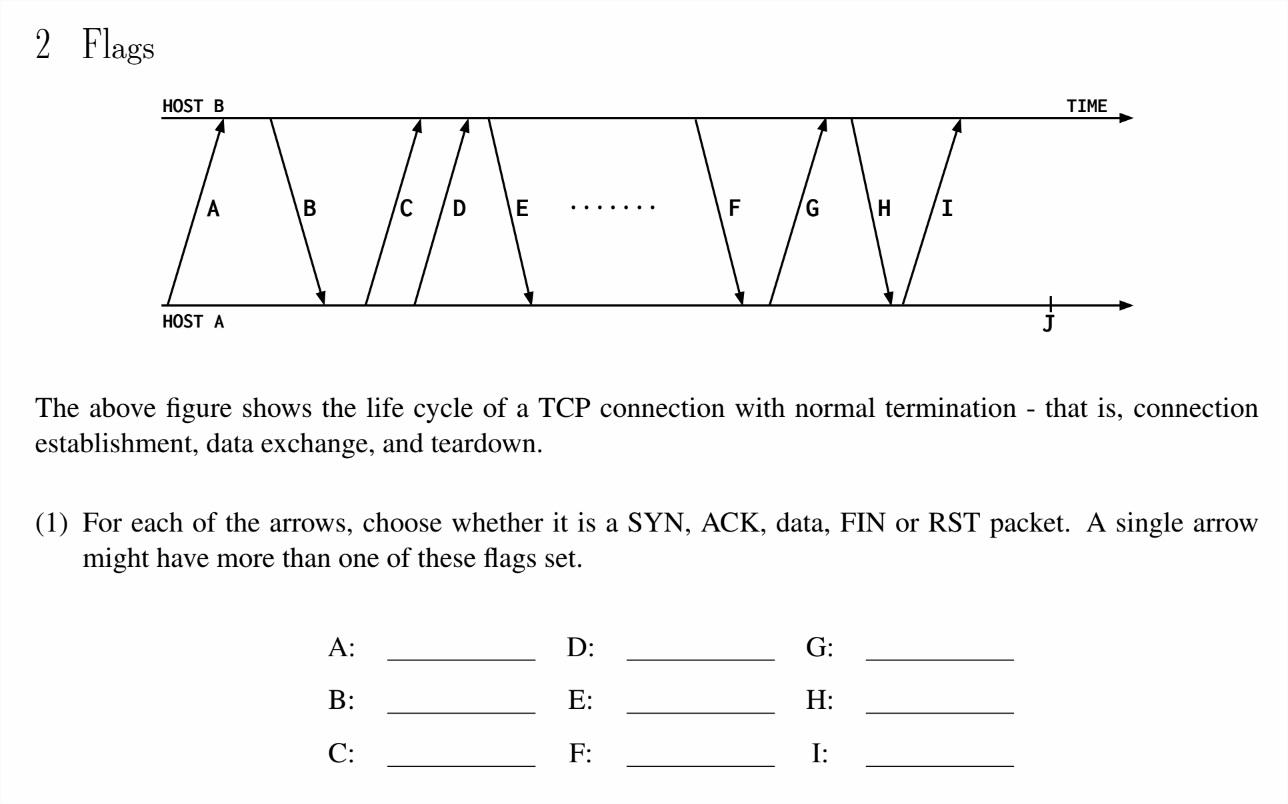 2 Flags
HOST B
TIME
A
B
C
D
E
.......
F
G
H
I
HOST A
J
The above figure shows the life cycle of a TCP connection with normal termination - that is, connection
establishment, data exchange, and teardown.
(1) For each of the arrows, choose whether it is a SYN, ACK, data, FIN or RST packet. A single arrow
might have more than one of these flags set.
A: D: G:
B: E: H:
C: F: I: